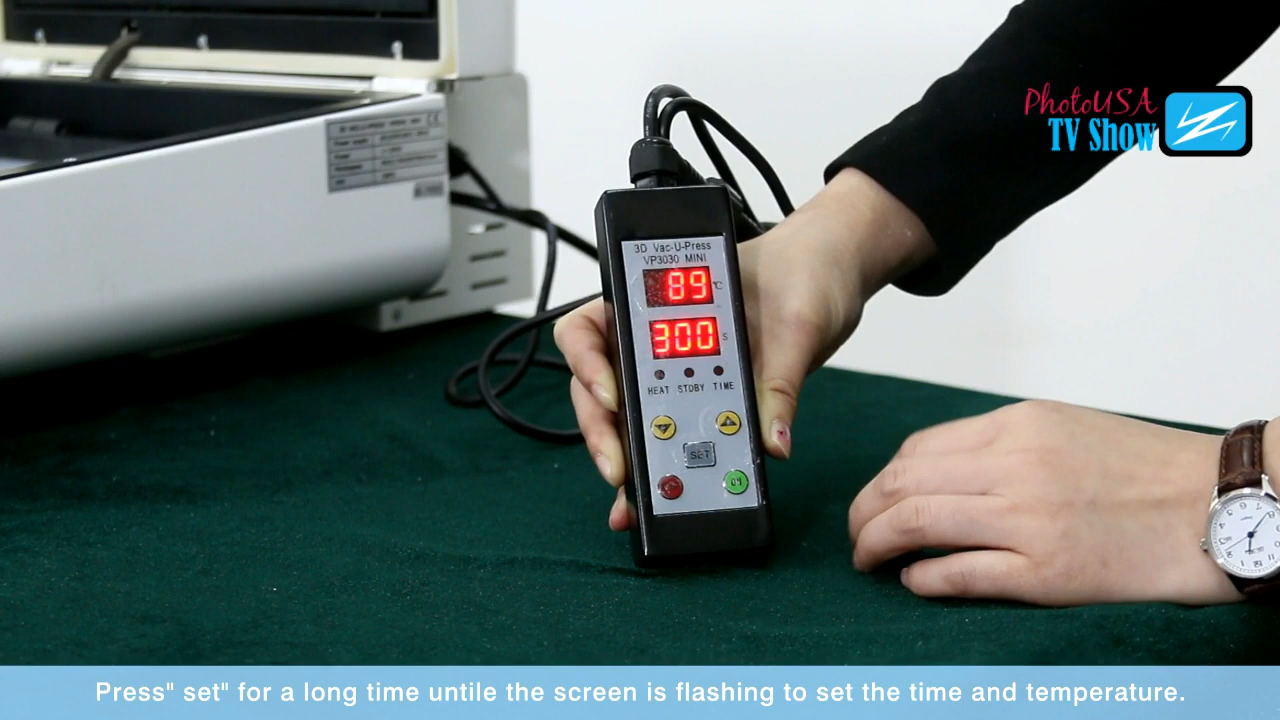 PhotoUSA
TV Show
3D Vac-U-Press
VP3030 MINI
89 ℃
300 S
HEAT STDBY TIME
SET
ON
Press" set" for a long time untile the screen is flashing to set the time and temperature.